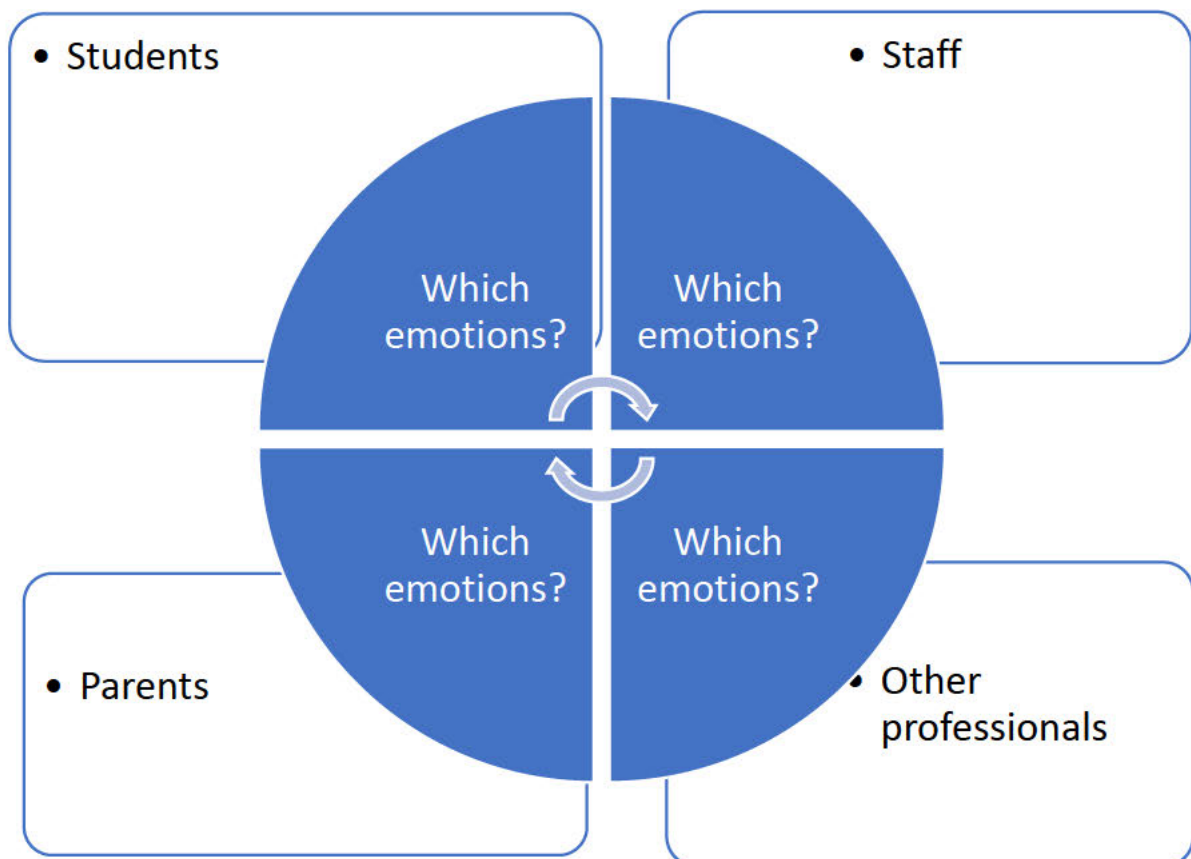 • Students
• Staff
Which
emotions?
Which
emotions?
Which
emotions?
Which
emotions?
• Parents
• Other
professionals